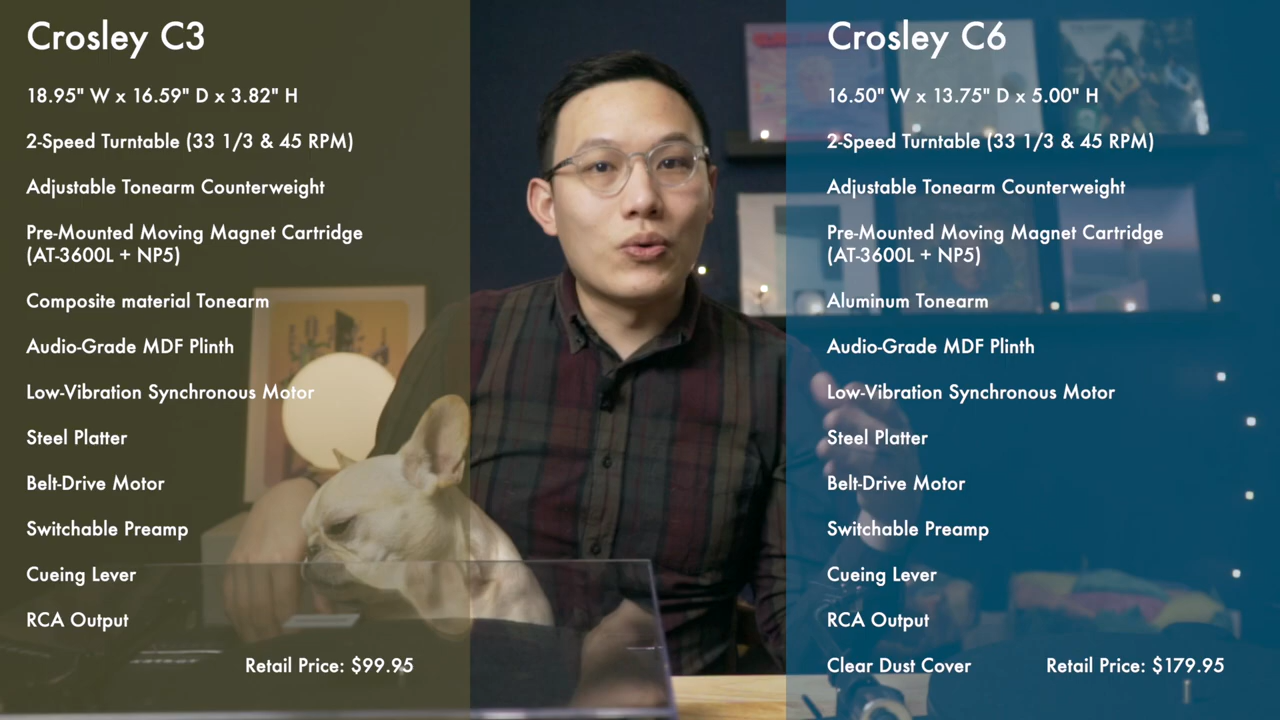 Crosley C3
18.95" W x 16.59" D x 3.82" H
2-Speed Turntable (33 1/3 & 45 RPM)
Adjustable Tonearm Counterweight
Pre-Mounted Moving Magnet Cartridge
(AT-3600L + NP5)
Composite material Tonearm
Audio-Grade MDF Plinth
Low-Vibration Synchronous Motor
Steel Platter
Belt-Drive Motor
Switchable Preamp
Cueing Lever
RCA Output
Retail Price: $99.95
Crosley C6
16.50" W x 13.75" D x 5.00" H
2-Speed Turntable (33 1/3 & 45 RPM)
Adjustable Tonearm Counterweight
Pre-Mounted Moving Magnet Cartridge
(AT-3600L + NP5)
Aluminum Tonearm
Audio-Grade MDF Plinth
Low-Vibration Synchronous Motor
Steel Platter
Belt-Drive Motor
Switchable Preamp
Cueing Lever
RCA Output
Clear Dust Cover
Retail Price: $179.95